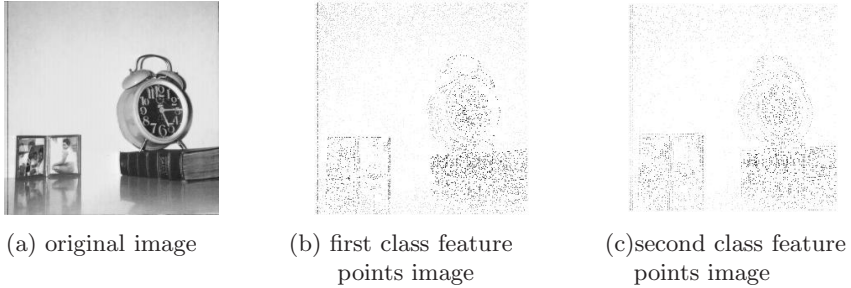 (a) original image
(b) first class feature
points image
(c)second class feature
points image